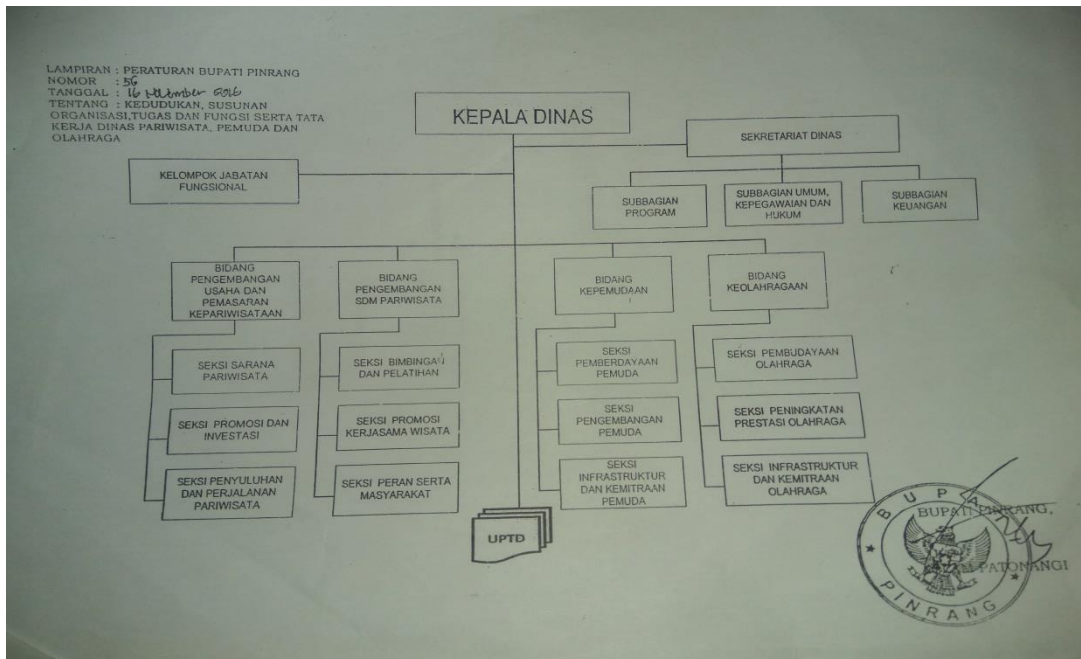 LAMPIRAN : PERATURAN BUPATI PINRANG
NOMOR : 56
TANGGAL : 16 2016
TENTANG : KEDUDUKAN, SUSUNAN
ORGANISASI,TUGAS DAN FUNGSI SERTA TATA
KERJA DINAS PARIWISATA, PEMUDA DAN
OLAHRAGA
KEPALA DINAS
SEKRETARIAT DINAS
KELOMPOK JABATAN
FUNGSIONAL
SUBBAGIAN
PROGRAM
SUBBAGIAN UMUM,
KEPEGAWAIAN DAN
HUKUM
SUBBAGIAN
KEUANGAN
BIDANG
PENGEMBANGAN
USAHA DAN
PEMASARAN
KEPARIWISATAAN
BIDANG
PENGEMBANGAN
SDM PARIWISATA
BIDANG
KEPEMUDAAN
BIDANG
KEOLAHRAGAAN
SEKSI SARANA
PARIWISATA
SEKSI BIMBINGAN
DAN PELATIHAN
SEKSI
PEMBERDAYAAN
PEMUDA
SEKSI PEMBUDAYAAN
OLAHRAGA
SEKSI PROMOSI DAN
INVESTASI
SEKSI PROMOSI
KERJASAMA WISATA
SEKSI
PENGEMBANGAN
PEMUDA
SEKSI PENINGKATAN
PRESTASI OLAHRAGA
SEKSI PENYULUHAN
DAN PERJALANAN
PARIWISATA
SEKSI PERAN SERTA
MASYARAKAT
SEKSI
INFRASTRUKTUR
DAN KEMITRAAN
PEMUDA
SEKSI INFRASTRUKTUR
DAN KEMITRAAN
OLAHRAGA
UPTD
BUPATI PINRANG,
PATONANGI
BUPATI
PINRANG